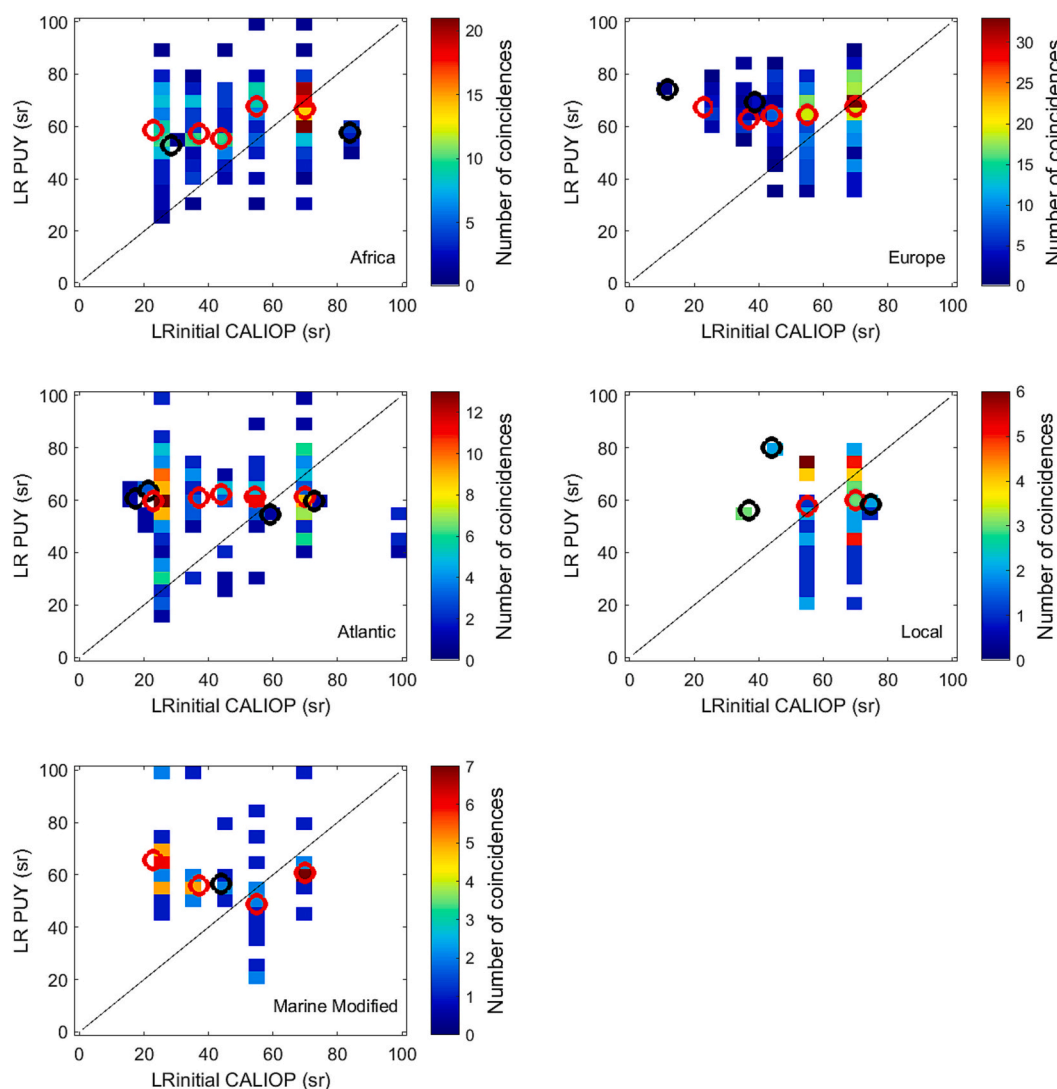 100
80
60
40
20
0
LR PUY (sr)
0 20 40 60 80 100
LRinitial CALIOP (sr)
Africa
20
15
10
5
0
Number of coincidences
100
80
60
40
20
0
LR PUY (sr)
0 20 40 60 80 100
LRinitial CALIOP (sr)
Europe
30
25
20
15
10
5
0
Number of coincidences
100
80
60
40
20
0
LR PUY (sr)
0 20 40 60 80 100
LRinitial CALIOP (sr)
Atlantic
12
10
8
6
4
2
0
Number of coincidences
100
80
60
40
20
0
LR PUY (sr)
0 20 40 60 80 100
LRinitial CALIOP (sr)
Local
6
5
4
3
2
1
0
Number of coincidences
100
80
60
40
20
0
LR PUY (sr)
0 20 40 60 80 100
LRinitial CALIOP (sr)
Marine Modified
7
6
5
4
3
2
1
0
Number of coincidences